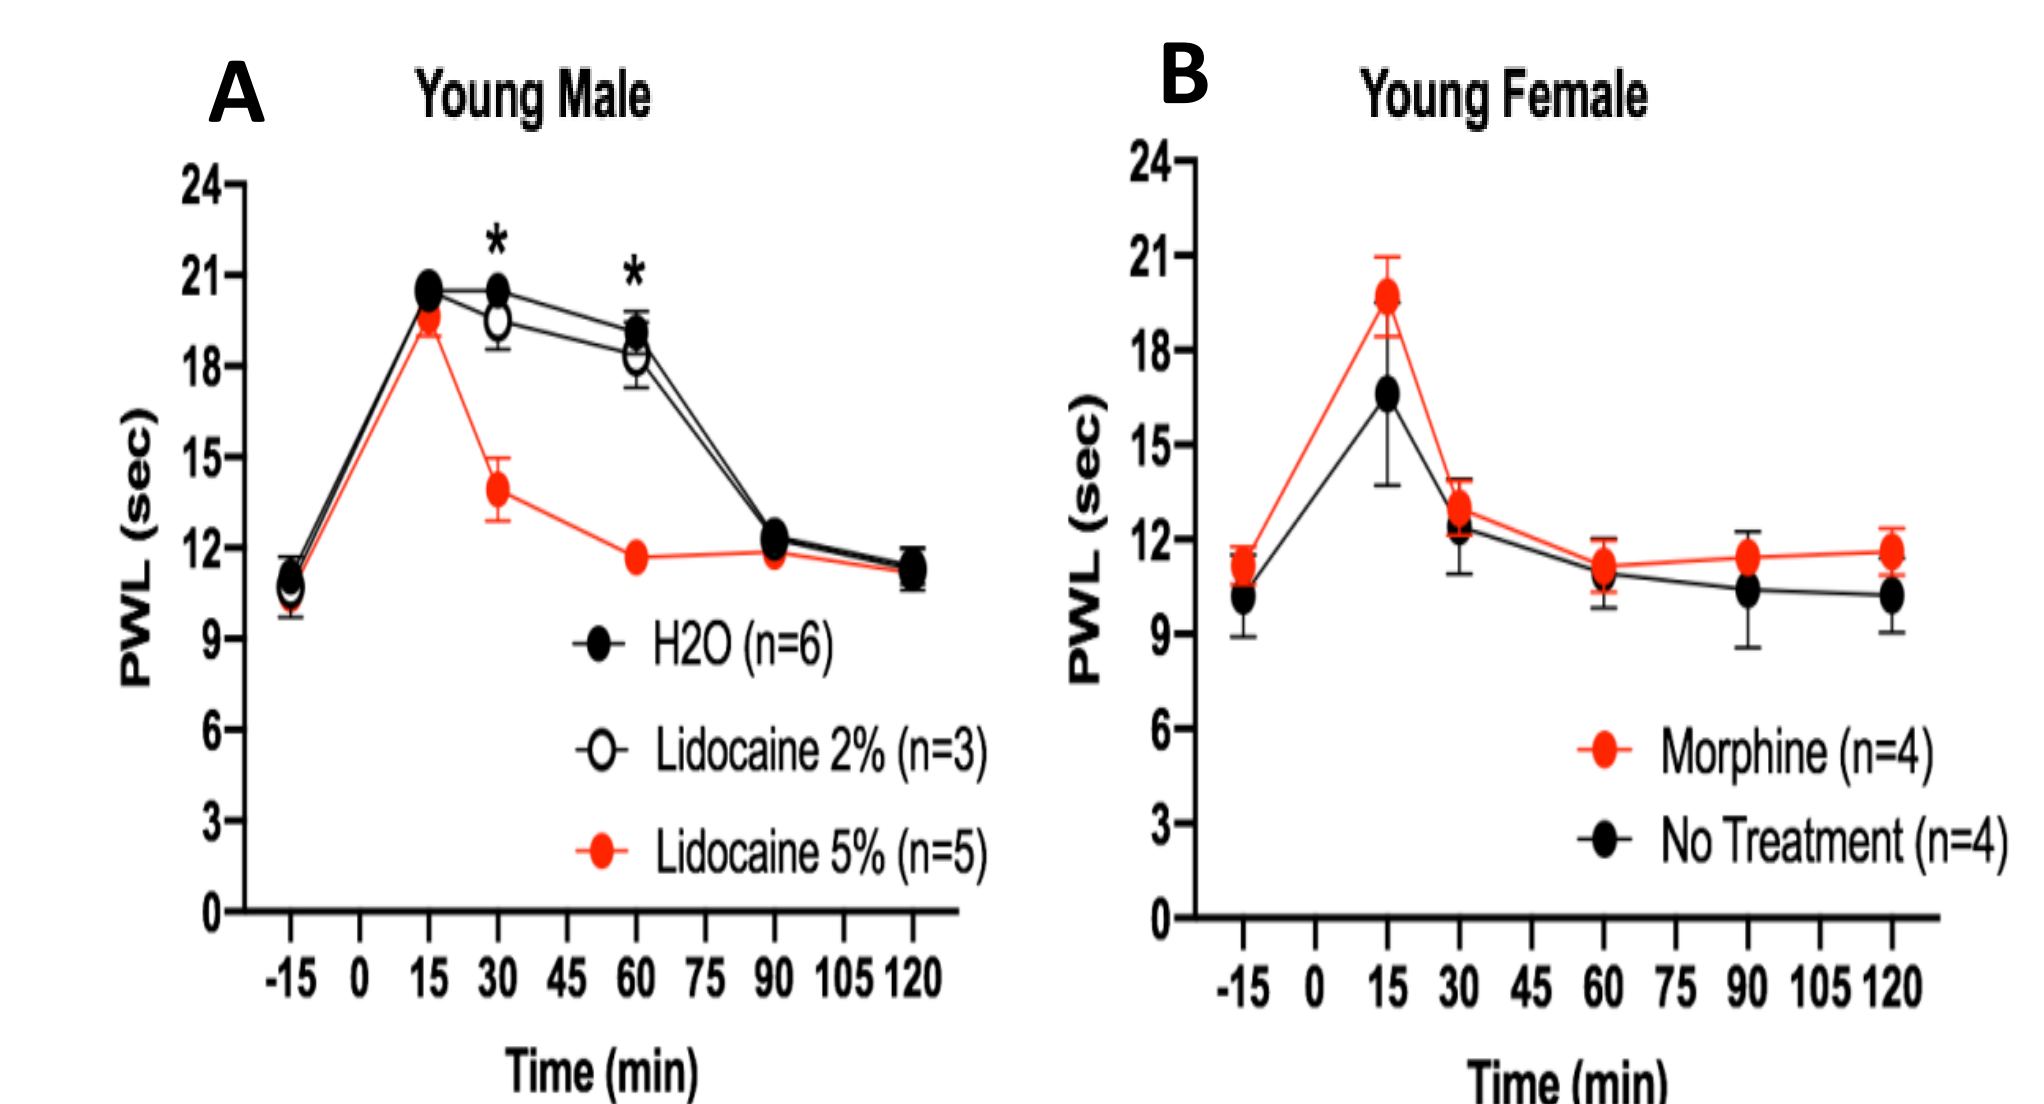 A
Young Male
24
21
18
15
12
9
6
3
0
PWL (sec)
*
*
H2O (n=6)
Lidocaine 2% (n=3)
Lidocaine 5% (n=5)
-15 0 15 30 45 60 75 90 105 120
Time (min)
B
Young Female
24
21
18
15
12
9
6
3
0
PWL (sec)
Morphine (n=4)
No Treatment (n=4)
-15 0 15 30 45 60 75 90 105 120
Time (min)